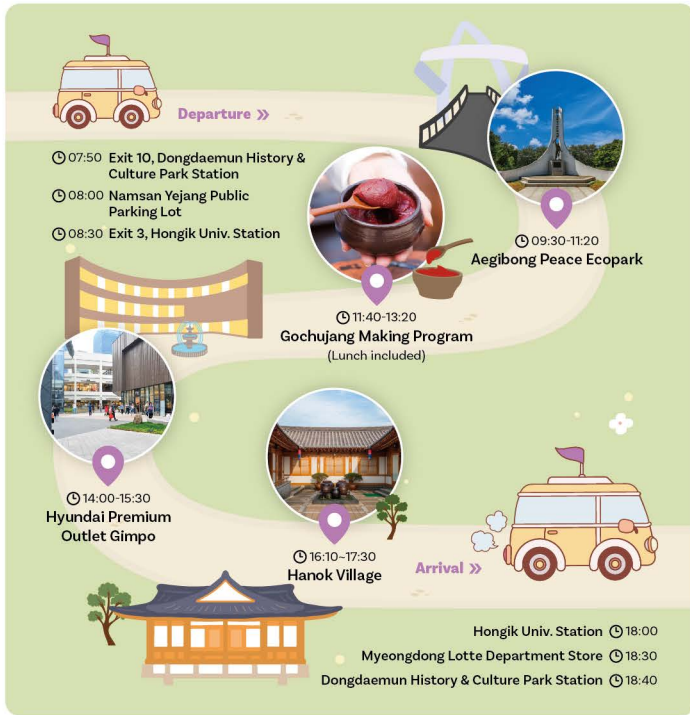 Departure »
07:50 Exit 10, Dongdaemun History &
Culture Park Station
08:00 Namsan Yejang Public
Parking Lot
08:30 Exit 3, Hongik Univ. Station
09:30-11:20
Aegibong Peace Ecopark
11:40-13:20
Gochujang Making Program
(Lunch included)
14:00-15:30
Hyundai Premium
Outlet Gimpo
16:10~17:30
Hanok Village
Arrival »
Hongik Univ. Station 18:00
Myeongdong Lotte Department Store 18:30
Dongdaemun History & Culture Park Station 18:40